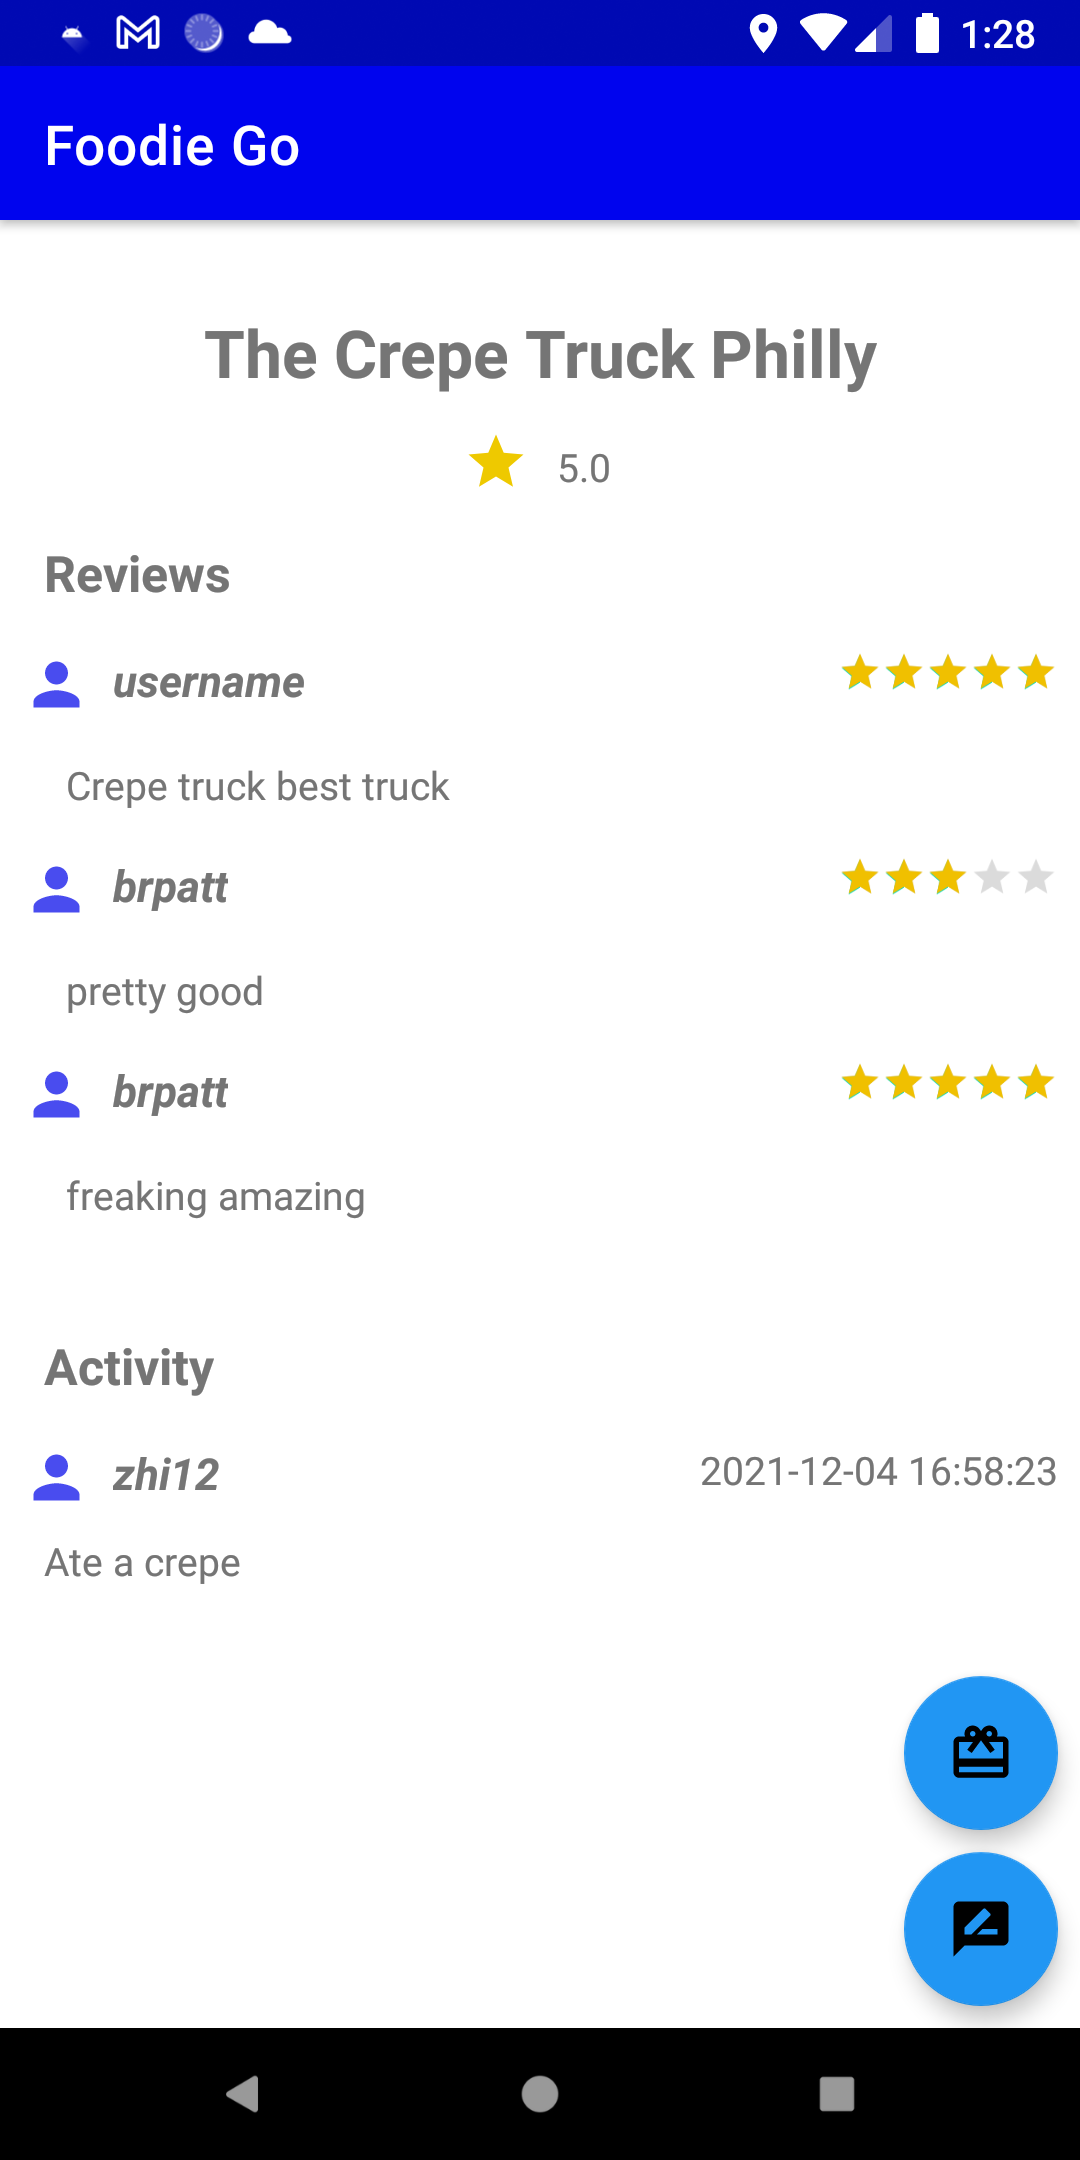 1:28
Foodie Go
The Crepe Truck Philly
5.0
Reviews
username
Crepe truck best truck
brpatt
pretty good
brpatt
freaking amazing
Activity
zhi12 2021-12-04 16:58:23
Ate a crepe